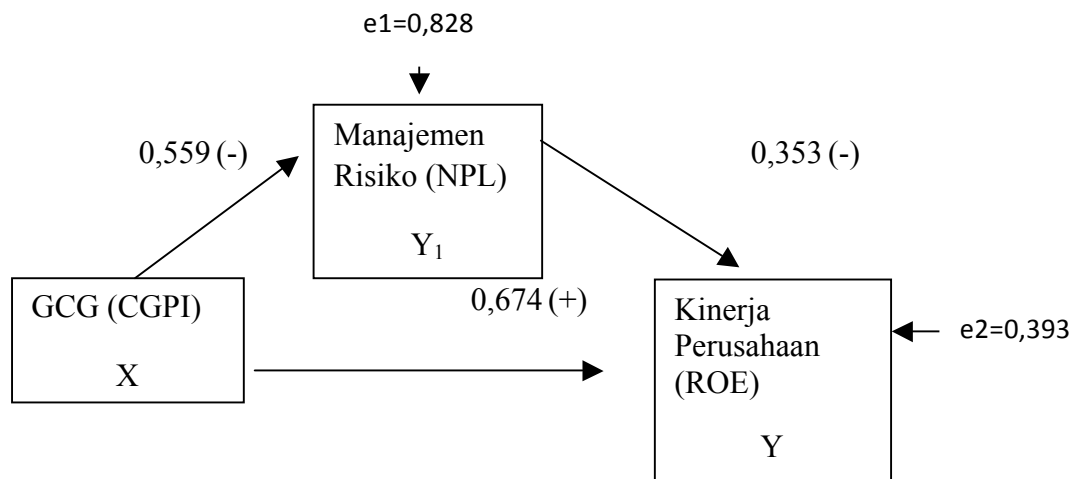 e1=0,828
0,559 (-)
Manajemen
Risiko (NPL)
Y₁
0,353 (-)
GCG (CGPI)
X
0,674 (+)
Kinerja
Perusahaan
(ROE)
Y
e2=0,393